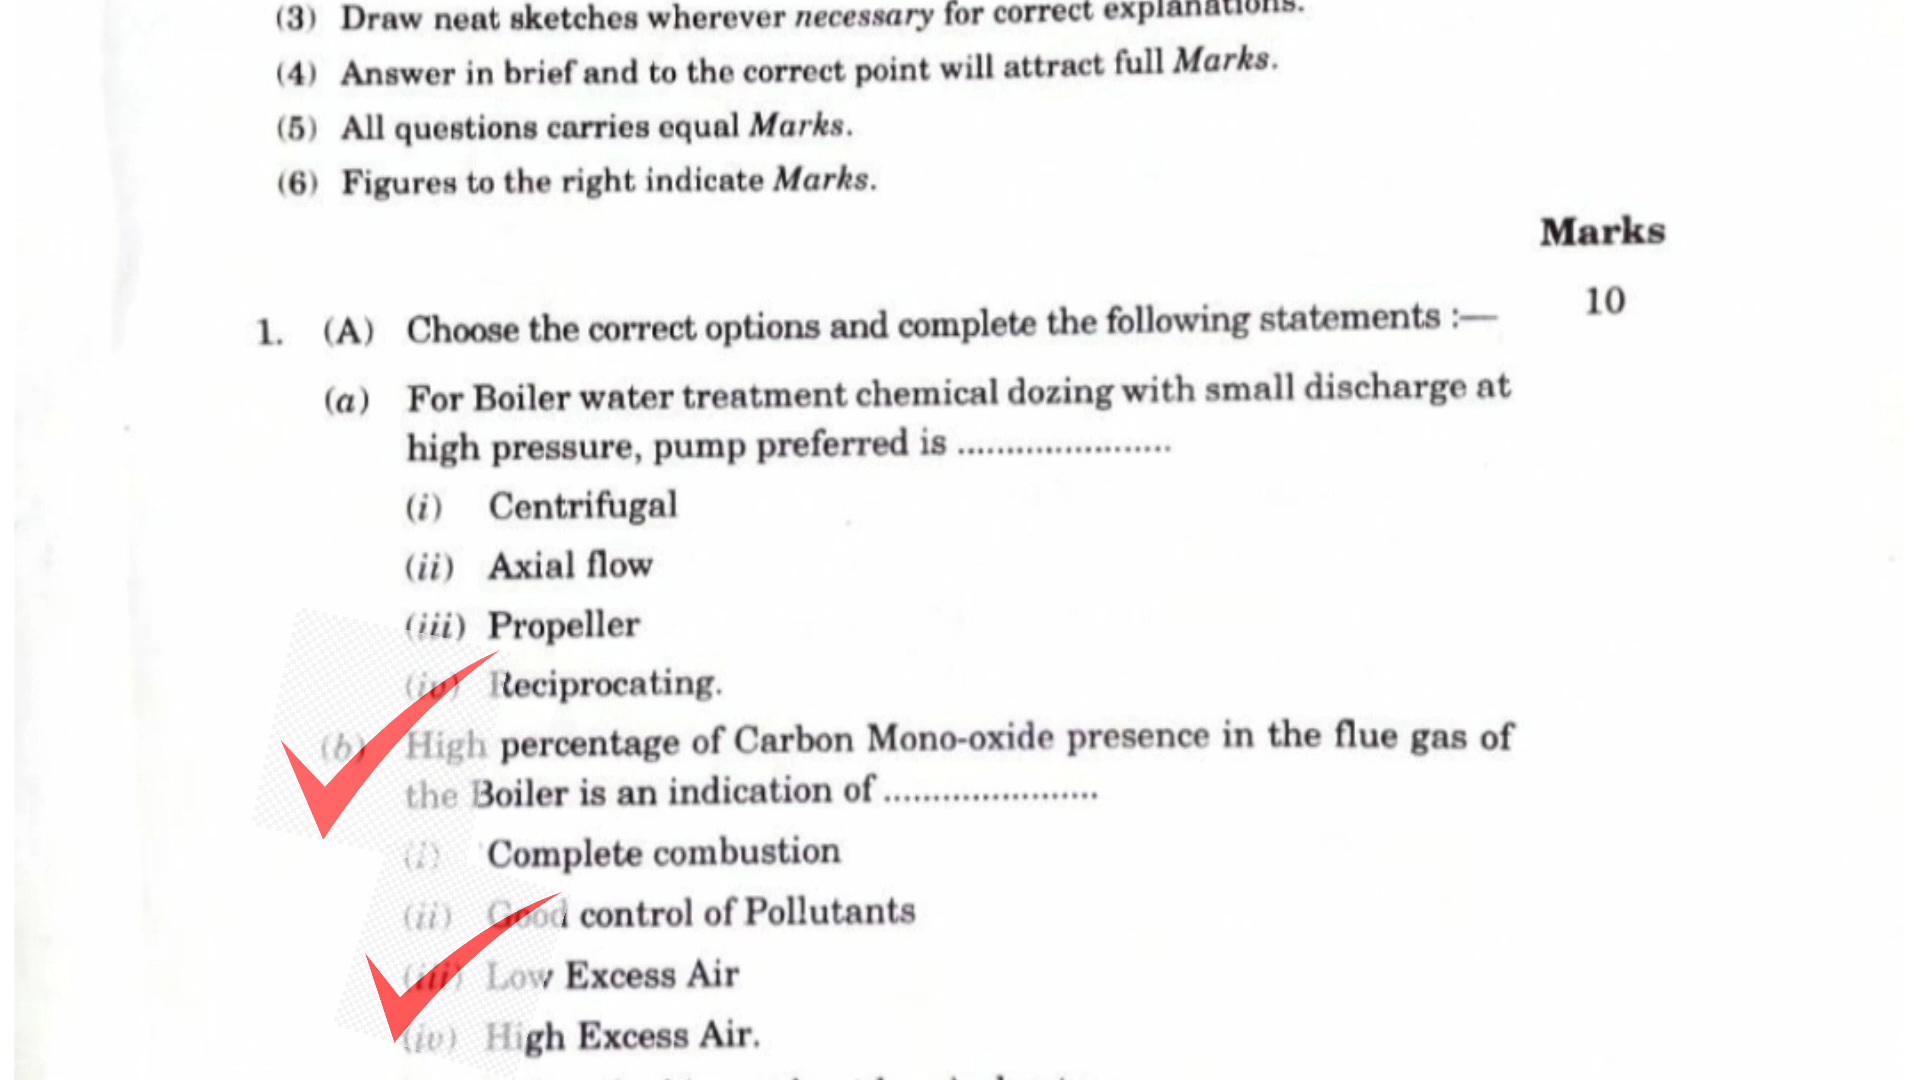 (3) Draw neat sketches wherever necessary for correct explanations.
(4) Answer in brief and to the correct point will attract full Marks.
(5) All questions carries equal Marks.
(6) Figures to the right indicate Marks.
Marks
1. (A) Choose the correct options and complete the following statements :— 10
(a) For Boiler water treatment chemical dozing with small discharge at
high pressure, pump preferred is ......................
(i) Centrifugal
(ii) Axial flow
(iii) Propeller
(iv) Reciprocating.
(b) High percentage of Carbon Mono-oxide presence in the flue gas of
the Boiler is an indication of ......................
(i) Complete combustion
(ii) Good control of Pollutants
(iii) Low Excess Air
(iv) High Excess Air.